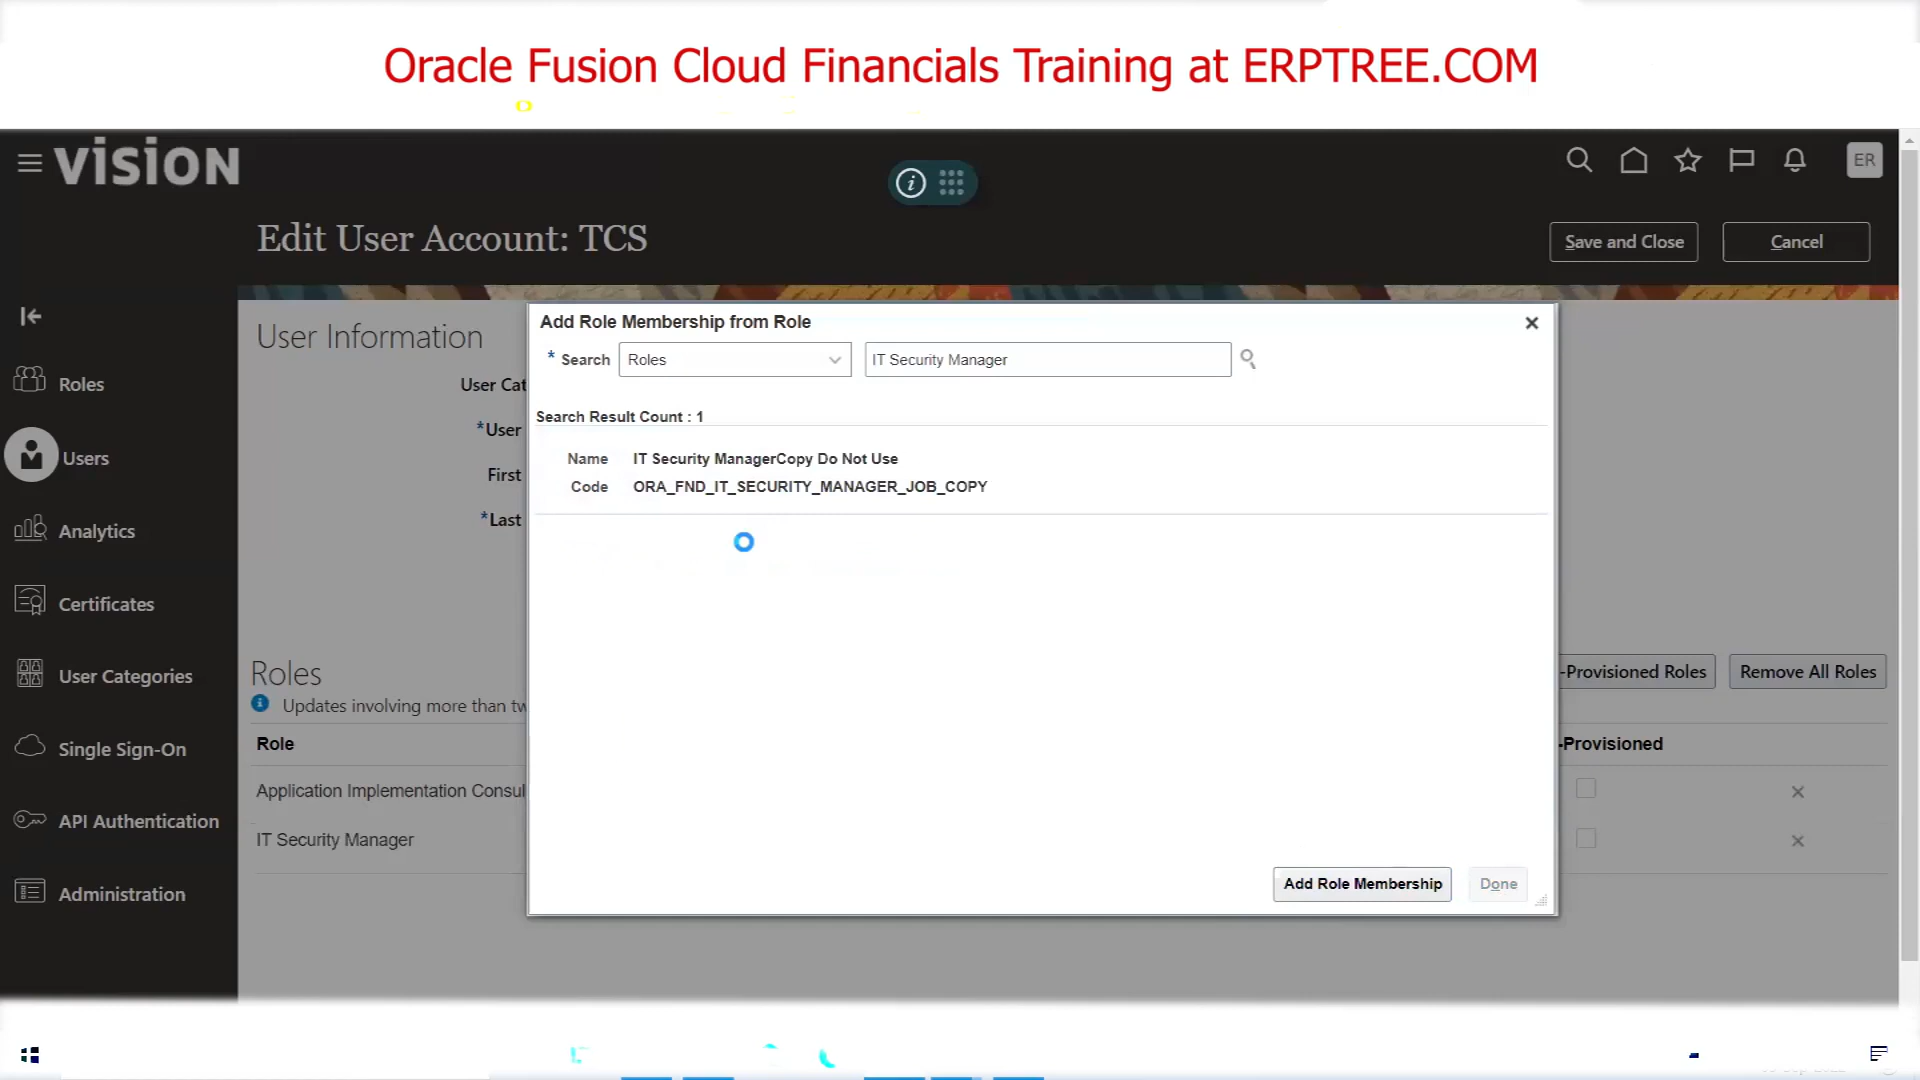 Oracle Fusion Cloud Financials Training at ERPTREE.COM
VISION
ER
Edit User Account: TCS
Save and Close
Cancel
Roles
Users
Analytics
Certificates
User Categories
Single Sign-On
API Authentication
Administration
User Information
User Cat
*User
First
*Last
Add Role Membership from Role
* Search
Roles
IT Security Manager
Search Result Count : 1
Name IT Security ManagerCopy Do Not Use
Code ORA_FND_IT_SECURITY_MANAGER_JOB_COPY
Add Role Membership
Done
Roles
-Provisioned Roles
Remove All Roles
Updates involving more than tw
Role
-Provisioned
Application Implementation Consul
IT Security Manager